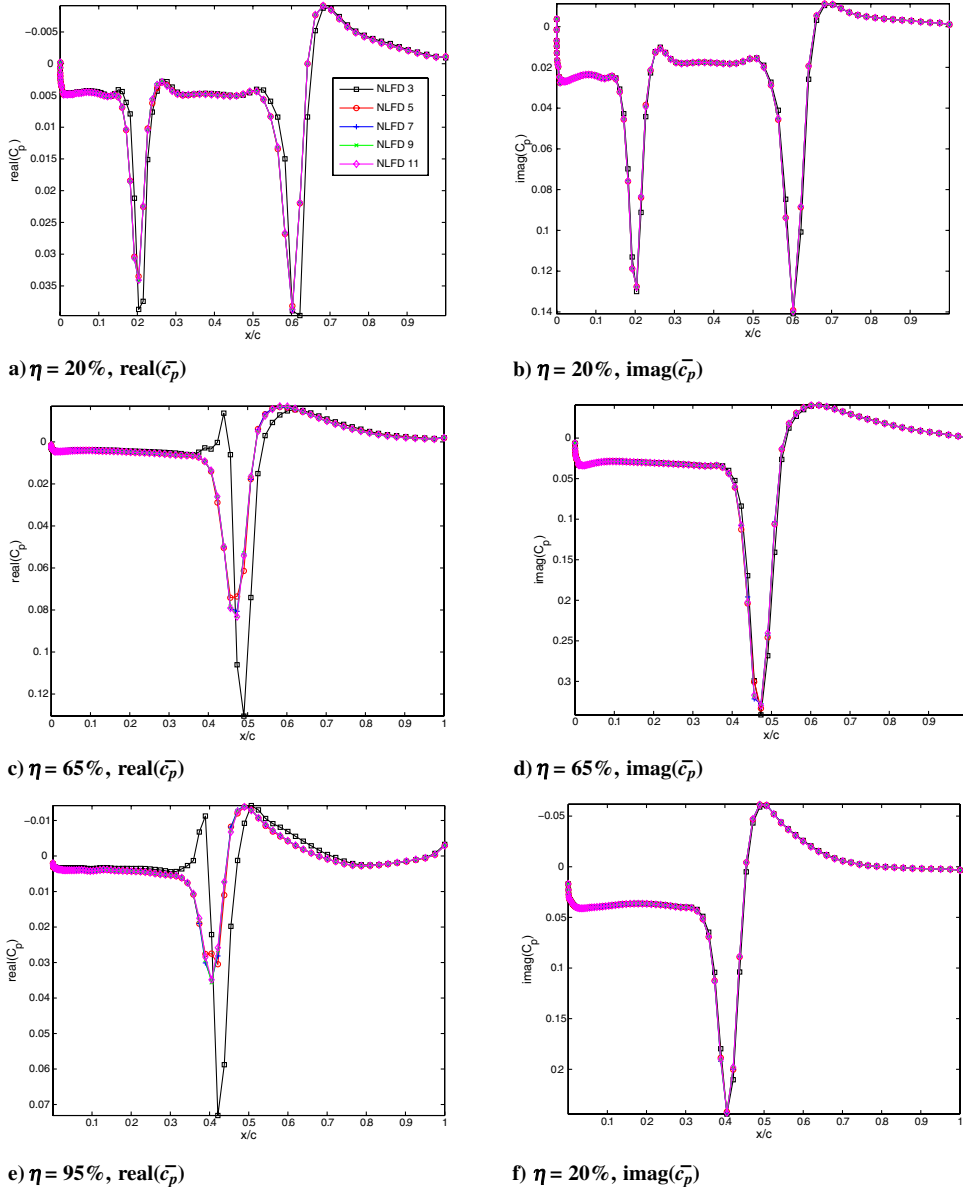 -0.005
0
0.005
0.01
0.015
0.02
0.025
0.03
0.035
real(C_p)
0 0.1 0.2 0.3 0.4 0.5 0.6 0.7 0.8 0.9
x/c
NLFD 3
NLFD 5
NLFD 7
NLFD 9
NLFD 11
a) η = 20%, real(c̄_p)
0
0.02
0.04
0.06
0.08
0.1
0.12
0.14
imag(C_p)
0 0.1 0.2 0.3 0.4 0.5 0.6 0.7 0.8 0.9
x/c
b) η = 20%, imag(c̄_p)
0
0.02
0.04
0.06
0.08
0.1
0.12
real(C_p)
0 0.1 0.2 0.3 0.4 0.5 0.6 0.7 0.8 0.9 1
x/c
c) η = 65%, real(c̄_p)
0
0.05
0.1
0.15
0.2
0.25
0.3
imag(C_p)
0 0.1 0.2 0.3 0.4 0.5 0.6 0.7 0.8 0.9
x/c
d) η = 65%, imag(c̄_p)
-0.01
0
0.01
0.02
0.03
0.04
0.05
0.06
0.07
real(C_p)
0 0.1 0.2 0.3 0.4 0.5 0.6 0.7 0.8 0.9 1
x/c
e) η = 95%, real(c̄_p)
-0.05
0
0.05
0.1
0.15
0.2
imag(C_p)
0 0.1 0.2 0.3 0.4 0.5 0.6 0.7 0.8 0.9 1
x/c
f) η = 20%, imag(c̄_p)